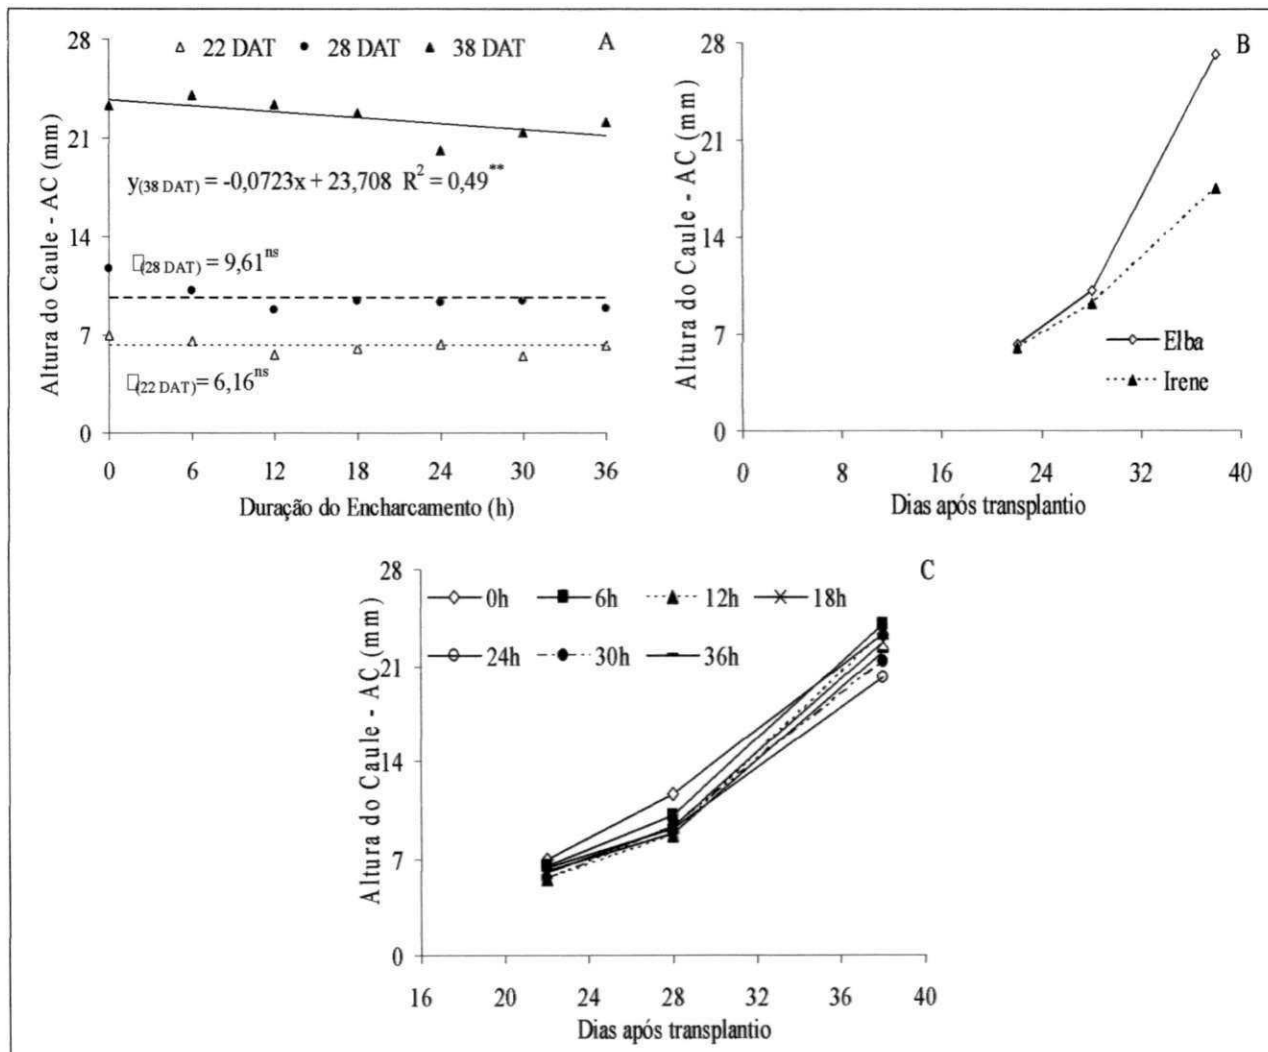 28
△ 22 DAT ● 28 DAT ▲ 38 DAT
A
21
y(38 DAT) = -0,0723x + 23,708 R² = 0,49**
14
□(28 DAT) = 9,61ns
7
□(22 DAT) = 6,16ns
0
0 6 12 18 24 30 36
Duração do Encharcamento (h)
Altura do Caule - AC (mm)
28
B
21
14
7
Elba
Irene
0
0 8 16 24 32 40
Dias após transplantio
Altura do Caule - AC (mm)
28
C
0h 6h 12h 18h
24h 30h 36h
21
14
7
0
16 20 24 28 32 36 40
Dias após transplantio
Altura do Caule - AC (mm)